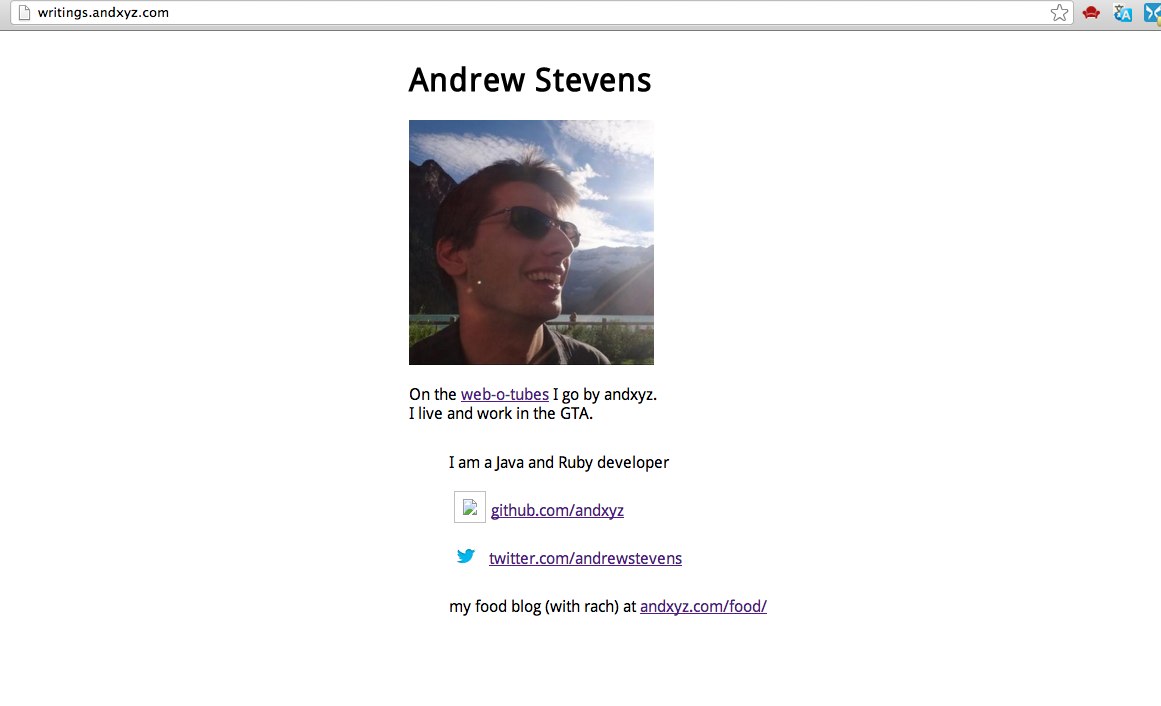 writings.andxyz.com
Andrew Stevens
On the web-o-tubes I go by andxyz.
I live and work in the GTA.
I am a Java and Ruby developer
github.com/andxyz
twitter.com/andrewstevens
my food blog (with rach) at andxyz.com/food/